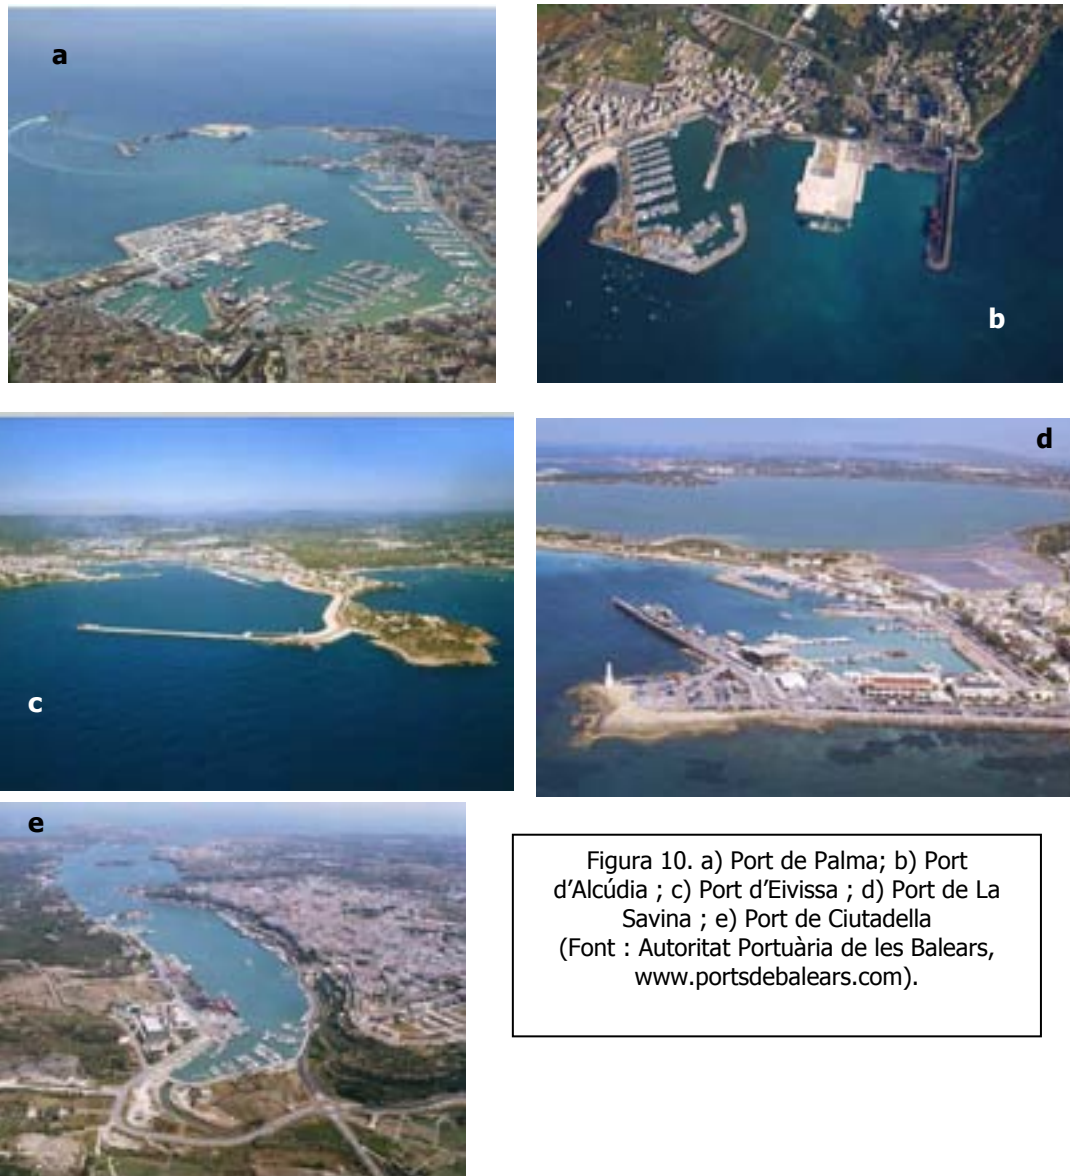 a
b
c
d
e
Figura 10. a) Port de Palma; b) Port
d’Alcúdia ; c) Port d’Eivissa ; d) Port de La
Savina ; e) Port de Ciutadella
(Font : Autoritat Portuària de les Balears,
www.portsdebalears.com).